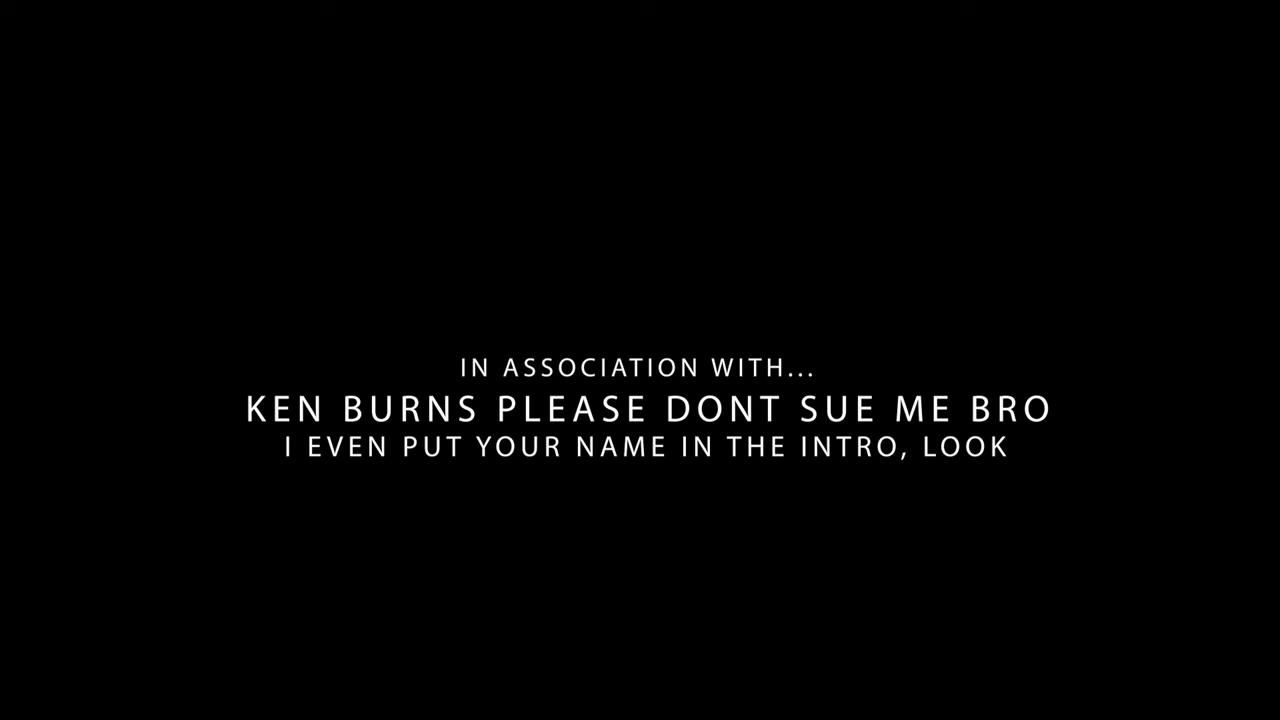 IN ASSOCIATION WITH...
KEN BURNS PLEASE DONT SUE ME BRO
I EVEN PUT YOUR NAME IN THE INTRO, LOOK